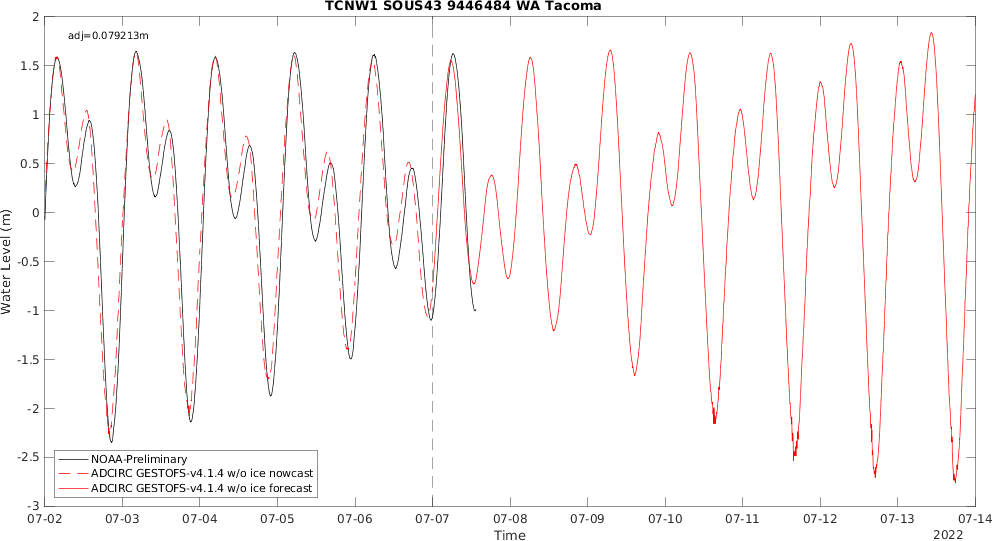 TCNW1 SOUS43 9446484 WA Tacoma
adj=0.079213m
Water Level (m)
2
1.5
1
0.5
0
-0.5
-1
-1.5
-2
-2.5
-3
NOAA-Preliminary
ADCIRC GESTOFS-v4.1.4 w/o ice nowcast
ADCIRC GESTOFS-v4.1.4 w/o ice forecast
07-02 07-03 07-04 07-05 07-06 07-07 07-08 07-09 07-10 07-11 07-12 07-13 07-14
Time
2022